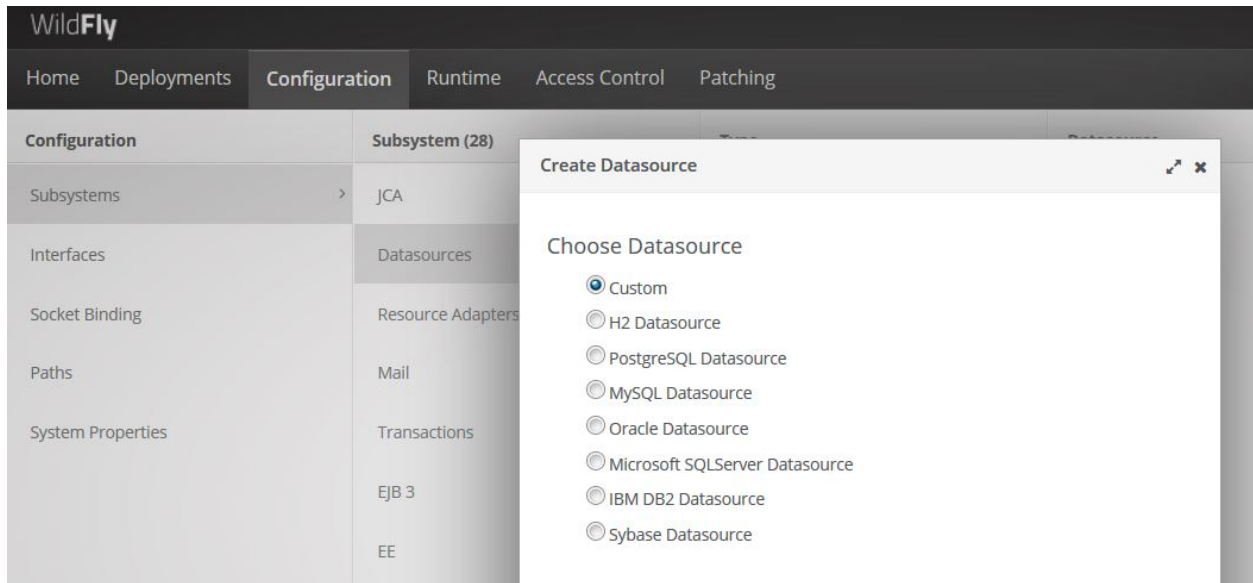 WildFly
Home Deployments Configuration Runtime Access Control Patching
Configuration
Subsystems
Interfaces
Socket Binding
Paths
System Properties
Subsystem (28)
JCA
Datasources
Resource Adapters
Mail
Transactions
EJB 3
EE
Type
Datasource
Create Datasource
Choose Datasource
Custom
H2 Datasource
PostgreSQL Datasource
MySQL Datasource
Oracle Datasource
Microsoft SQLServer Datasource
IBM DB2 Datasource
Sybase Datasource